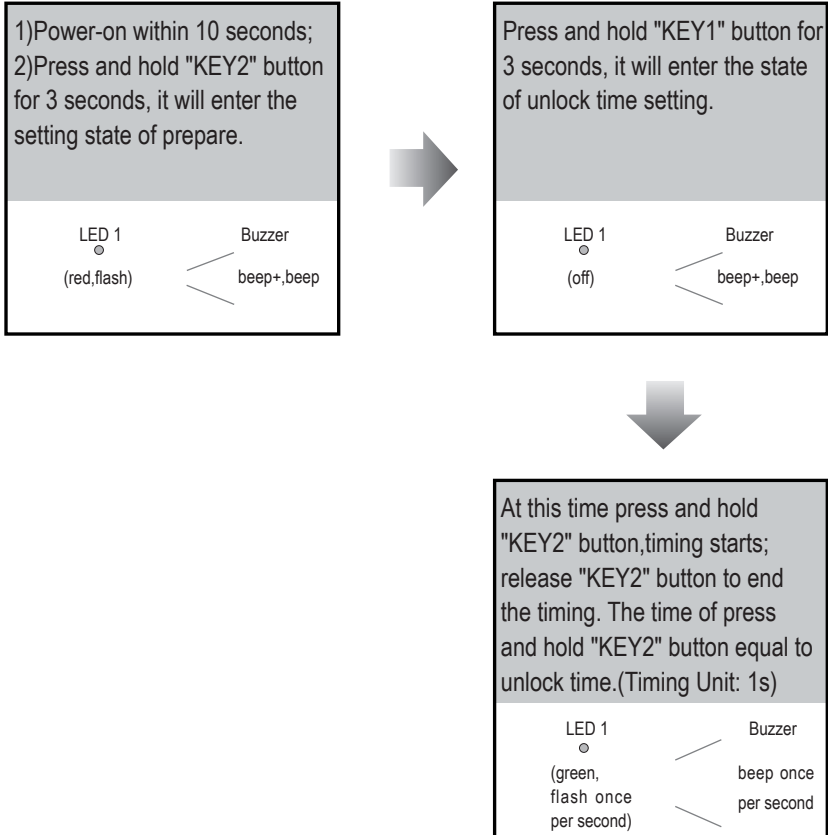 1)Power-on within 10 seconds;
2)Press and hold "KEY2" button
for 3 seconds, it will enter the
setting state of prepare.
LED 1 Buzzer
(red,flash) beep+,beep
Press and hold "KEY1" button for
3 seconds, it will enter the state
of unlock time setting.
LED 1 Buzzer
(off) beep+,beep
At this time press and hold
"KEY2" button,timing starts;
release "KEY2" button to end
the timing. The time of press
and hold "KEY2" button equal to
unlock time.(Timing Unit: 1s)
LED 1 Buzzer
(green, beep once
flash once per second
per second)